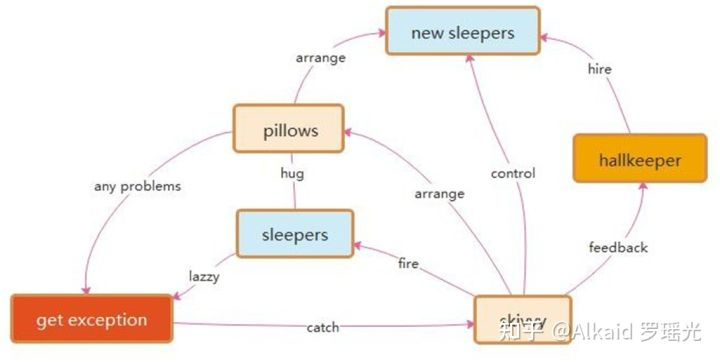 new sleepers
arrange
hire
pillows
hallkeeper
hug
any problems
arrange
control
sleepers
feedback
lazzy
fire
get exception
skivvy
catch
知乎 @Alkaid 罗瑶光